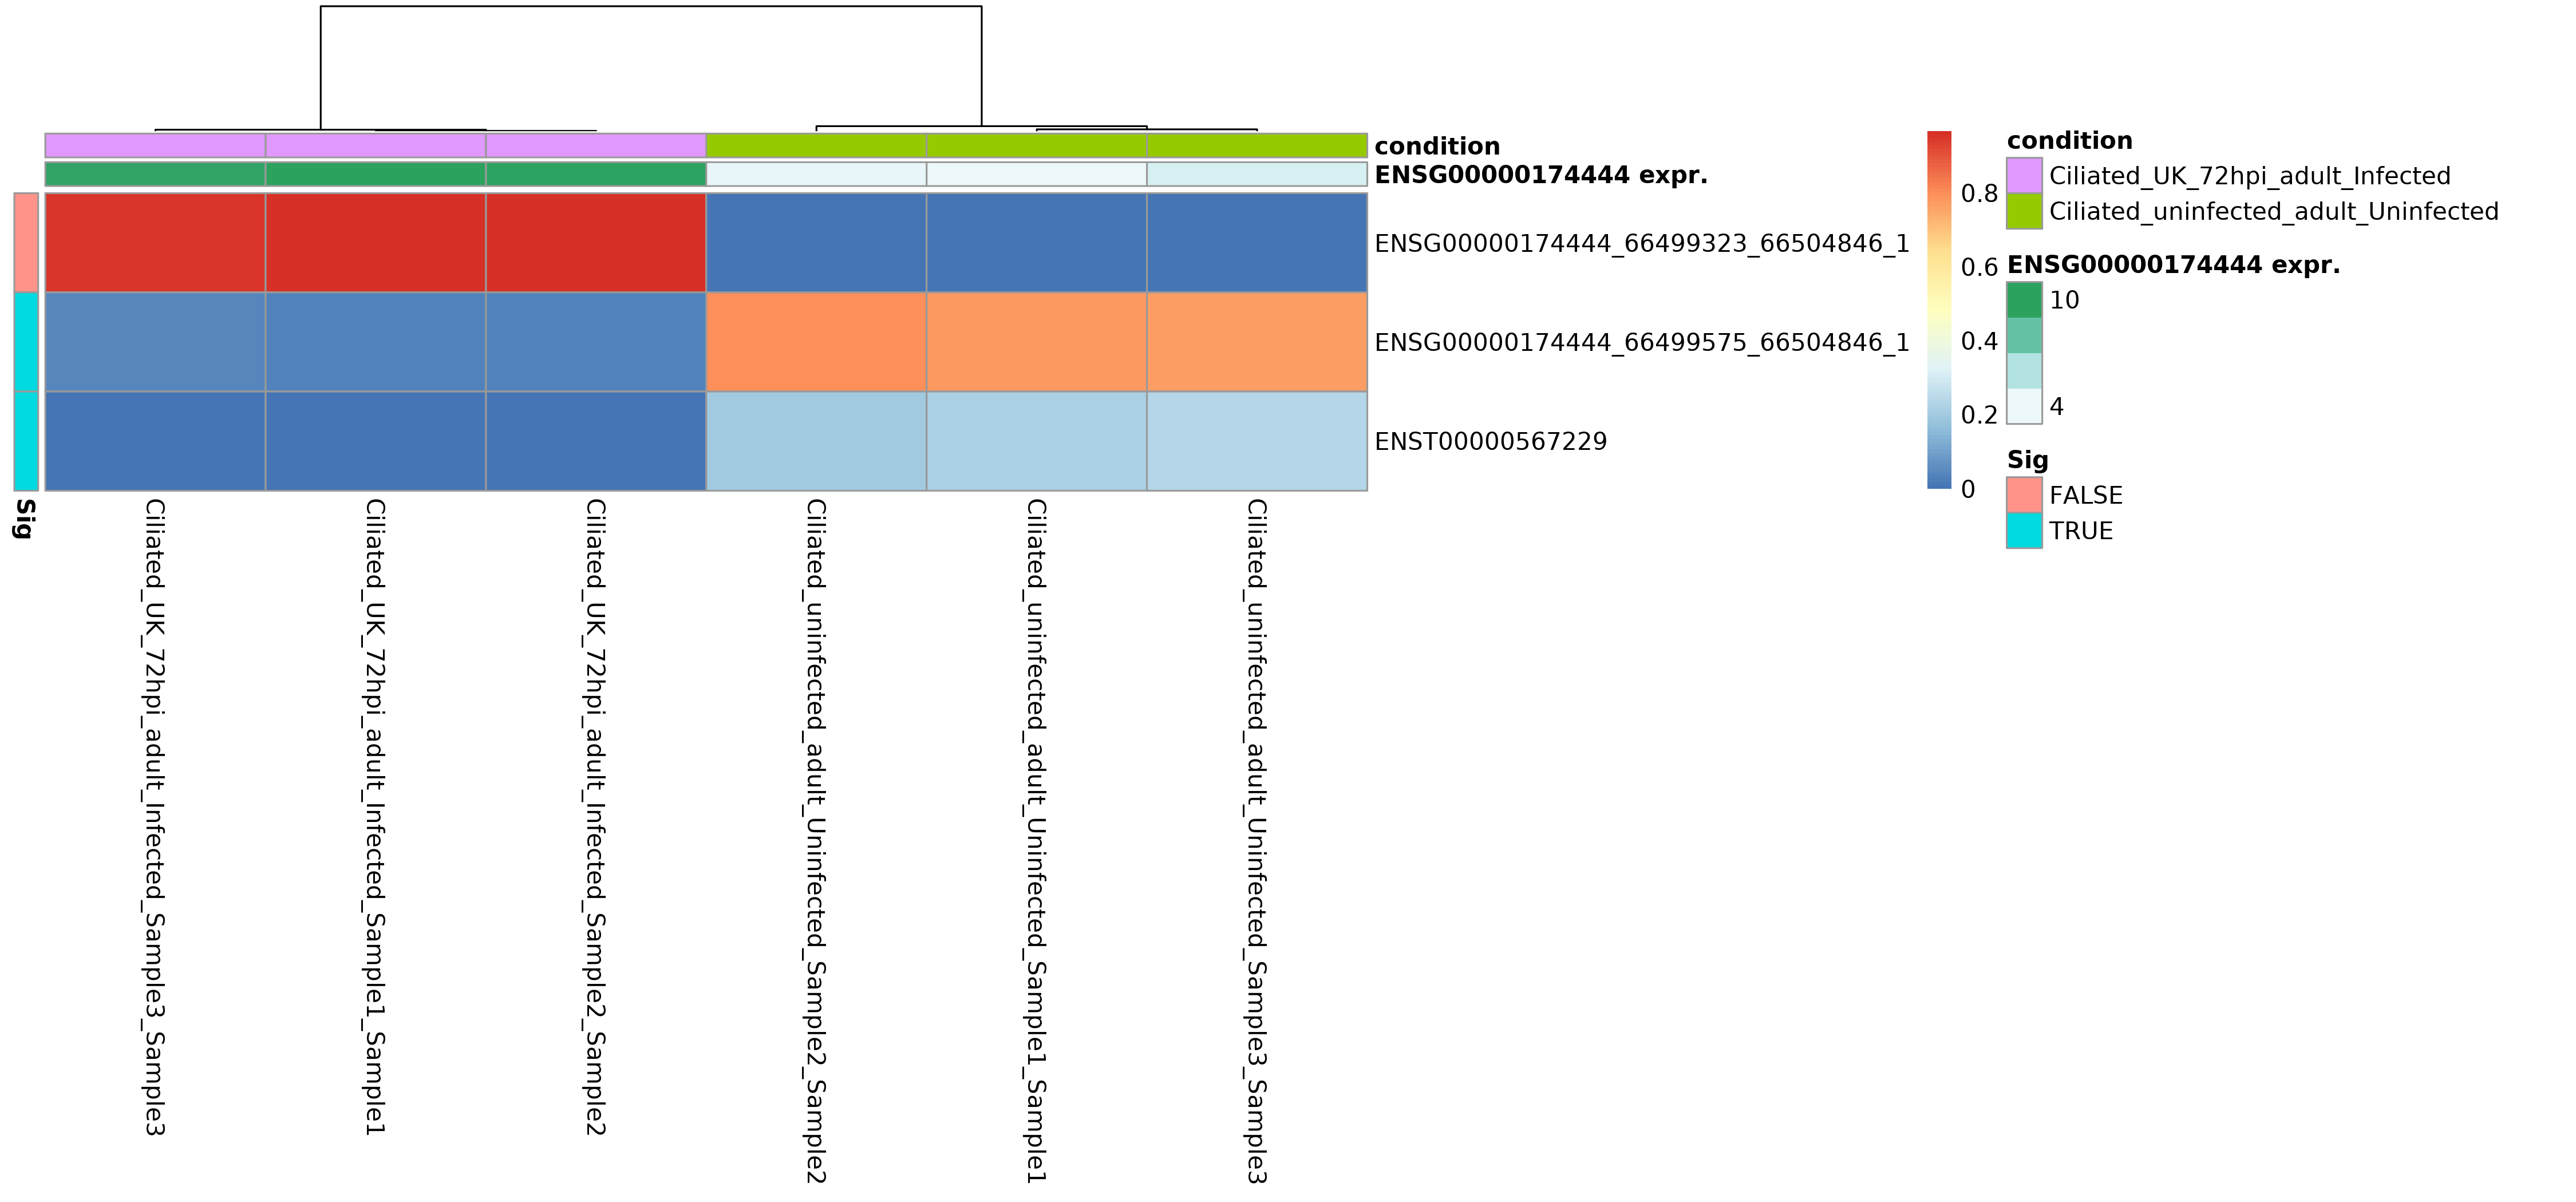 condition
ENSG00000174444 expr.
ENSG00000174444_66499323_66504846_1
ENSG00000174444_66499575_66504846_1
ENST00000567229
Sig
Ciliated_UK_72hpi_adult_Infected_Sample3_Sample3
Ciliated_UK_72hpi_adult_Infected_Sample1_Sample1
Ciliated_UK_72hpi_adult_Infected_Sample2_Sample2
Ciliated_uninfected_adult_Uninfected_Sample2_Sample2
Ciliated_uninfected_adult_Uninfected_Sample1_Sample1
Ciliated_uninfected_adult_Uninfected_Sample3_Sample3
0.8
0.6
0.4
0.2
0
condition
Ciliated_UK_72hpi_adult_Infected
Ciliated_uninfected_adult_Uninfected
ENSG00000174444 expr.
10
4
Sig
FALSE
TRUE